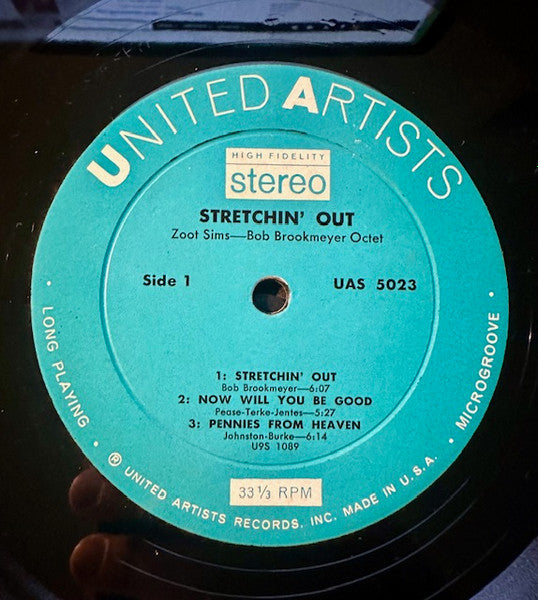 UNITED ARTISTS
HIGH FIDELITY
stereo
STRETCHIN' OUT
Zoot Sims—Bob Brookmeyer Octet
Side 1
UAS 5023
1: STRETCHIN' OUT
Bob Brookmeyer—6:07
2: NOW WILL YOU BE GOOD
Pease-Terke-Jentes—5:27
3: PENNIES FROM HEAVEN
Johnston-Burke—6:14
U9S 1089
33 1/3 RPM
• LONG PLAYING • ® UNITED ARTISTS RECORDS, INC. MADE IN U.S.A. • MICROGROOVE •